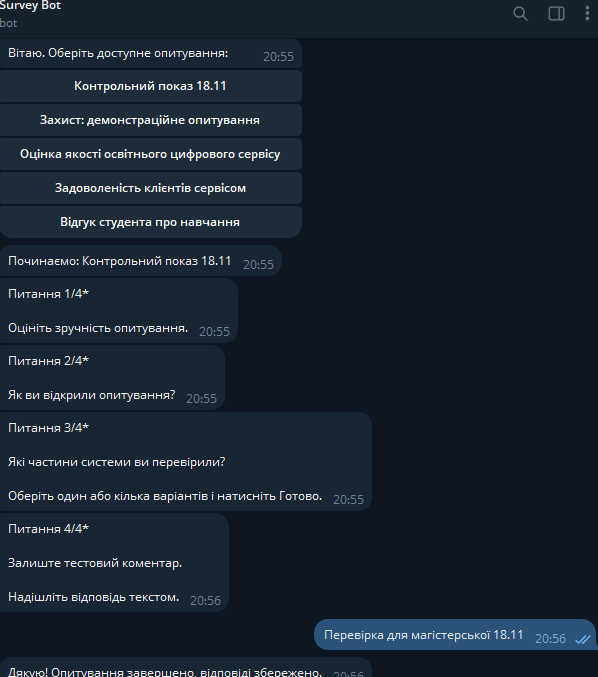 Survey Bot
bot
Вітаю. Оберіть доступне опитування: 20:55
Контрольний показ 18.11
Захист: демонстраційне опитування
Оцінка якості освітнього цифрового сервісу
Задоволеність клієнтів сервісом
Відгук студента про навчання
Починаємо: Контрольний показ 18.11 20:55
Питання 1/4*
Оцініть зручність опитування. 20:55
Питання 2/4*
Як ви відкрили опитування? 20:55
Питання 3/4*
Які частини системи ви перевірили?
Оберіть один або кілька варіантів і натисніть Готово. 20:55
Питання 4/4*
Залиште тестовий коментар.
Надішліть відповідь текстом. 20:56
Перевірка для магістерської 18.11 20:56
Дякую! Опитування завершено, відповіді збережено. 20:56